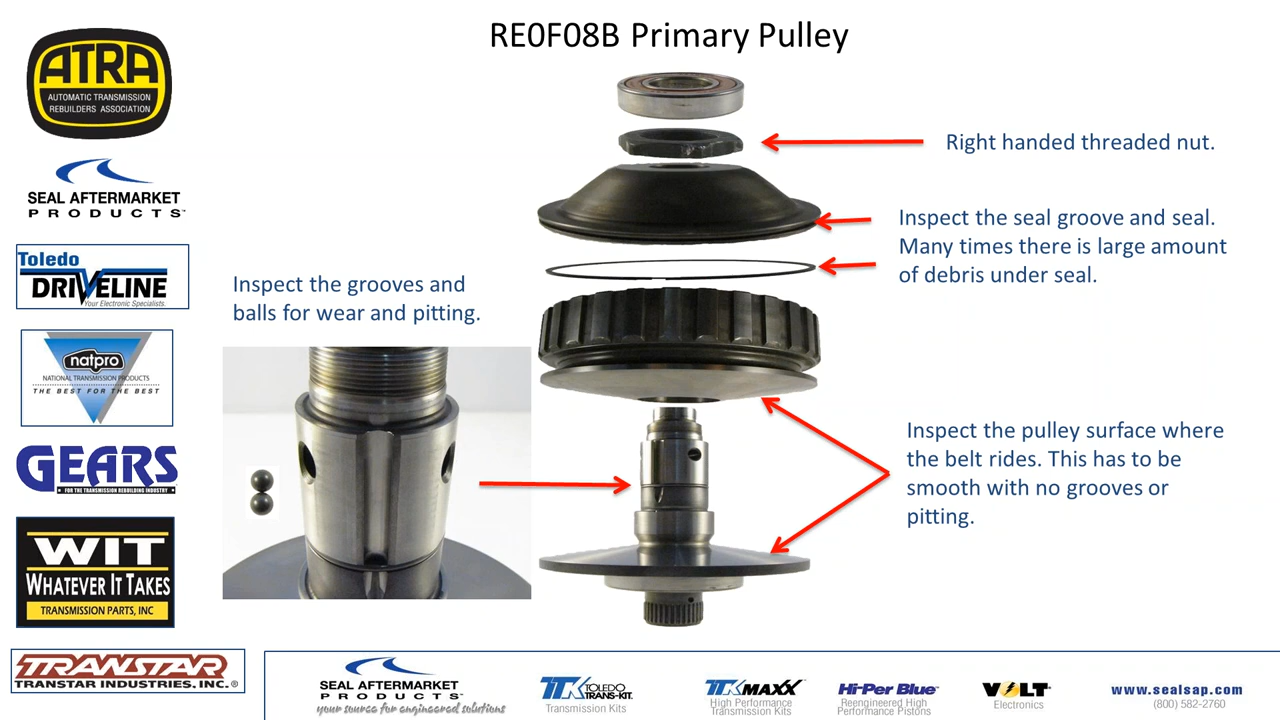 RE0F08B Primary Pulley
ATRA
AUTOMATIC TRANSMISSION
REBUILDERS ASSOCIATION
SEAL AFTERMARKET
PRODUCTS™
Toledo
DRIVELINE
Your Electronic Specialists.
natpro
NATIONAL TRANSMISSION PRODUCTS
THE BEST FOR THE BEST
GEARS
FOR THE TRANSMISSION REBUILDING INDUSTRY
WIT
WHATEVER IT TAKES
TRANSMISSION PARTS, INC
TRANSTAR
TRANSTAR INDUSTRIES, INC.®
Inspect the grooves and
balls for wear and pitting.
Right handed threaded nut.
Inspect the seal groove and seal.
Many times there is large amount
of debris under seal.
Inspect the pulley surface where
the belt rides. This has to be
smooth with no grooves or
pitting.
SEAL AFTERMARKET
PRODUCTS™
your source for engineered solutions
TTK TOLEDO
TRANS-KIT.
Transmission Kits
TTKMAXX
High Performance
Transmission Kits
Hi-Per Blue™
Reengineered High
Performance Pistons
VOLT
Electronics
www.sealsap.com
(800) 582-2760